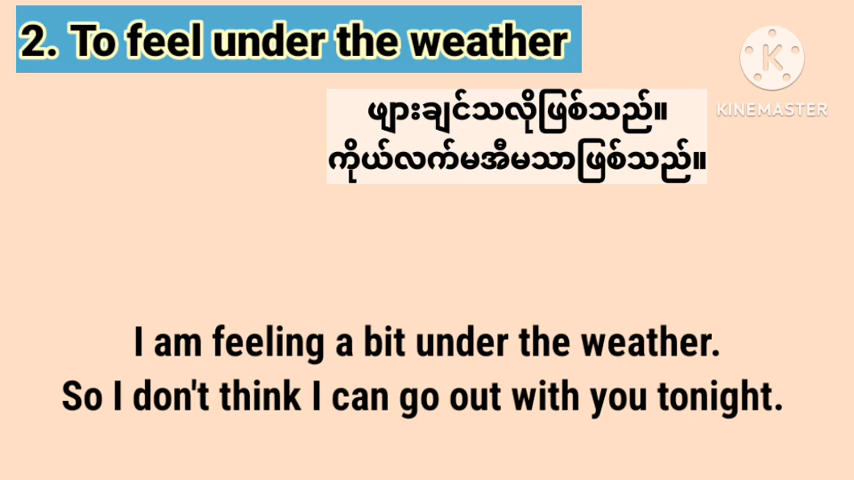 2. To feel under the weather
K
KINEMASTER
ဖျားချင်သလိုဖြစ်သည်။
ကိုယ်လက်မအီမသာဖြစ်သည်။
I am feeling a bit under the weather.
So I don't think I can go out with you tonight.